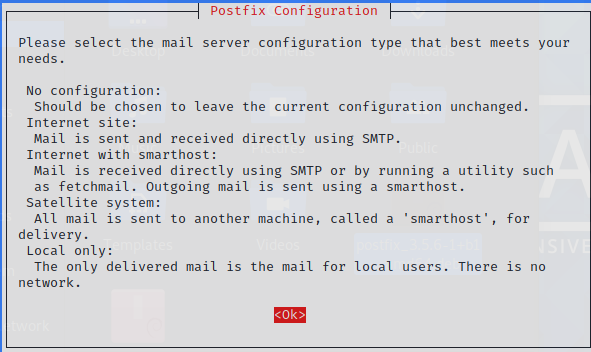 Postfix Configuration
Please select the mail server configuration type that best meets your
needs.
No configuration:
Should be chosen to leave the current configuration unchanged.
Internet site:
Mail is sent and received directly using SMTP.
Internet with smarthost:
Mail is received directly using SMTP or by running a utility such
as fetchmail. Outgoing mail is sent using a smarthost.
Satellite system:
All mail is sent to another machine, called a 'smarthost', for
delivery.
Local only:
The only delivered mail is the mail for local users. There is no
network.
<Ok>
Public
Templates
Videos